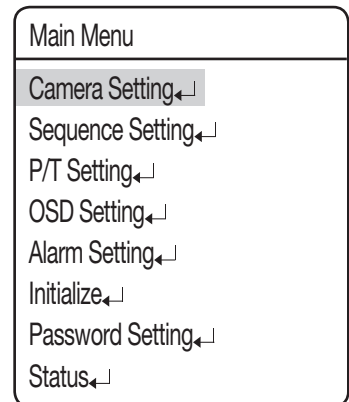 Main Menu
Camera Setting↵
Sequence Setting↵
P/T Setting↵
OSD Setting↵
Alarm Setting↵
Initialize↵
Password Setting↵
Status↵